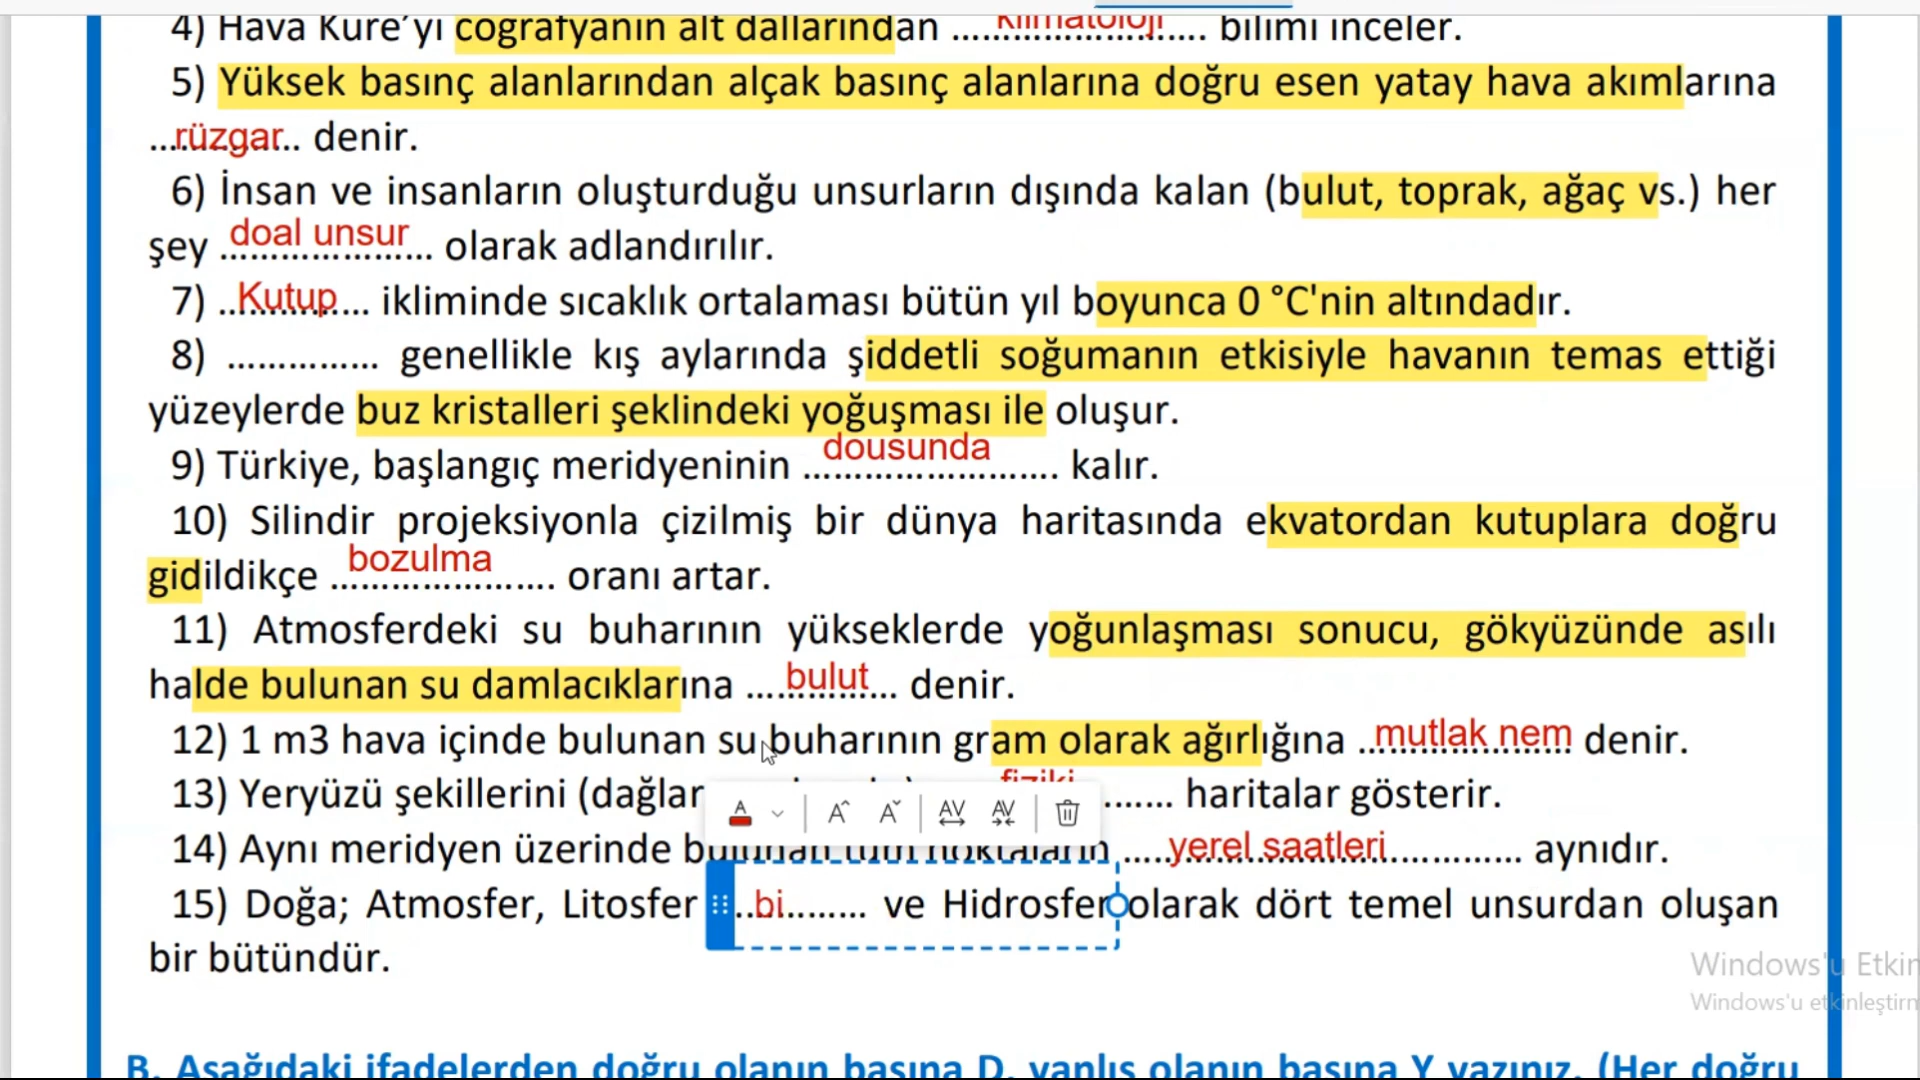 4) Hava Küre'yi coğrafyanın alt dallarından ...klimatoloji... bilimi inceler.
5) Yüksek basınç alanlarından alçak basınç alanlarına doğru esen yatay hava akımlarına
...rüzgar... denir.
6) İnsan ve insanların oluşturduğu unsurların dışında kalan (bulut, toprak, ağaç vs.) her
şey ...doal unsur... olarak adlandırılır.
7) ...Kutup... ikliminde sıcaklık ortalaması bütün yıl boyunca 0 °C'nin altındadır.
8) ............... genellikle kış aylarında şiddetli soğumanın etkisiyle havanın temas ettiği
yüzeylerde buz kristalleri şeklindeki yoğuşması ile oluşur.
9) Türkiye, başlangıç meridyeninin ...dousunda... kalır.
10) Silindir projeksiyonla çizilmiş bir dünya haritasında ekvatordan kutuplara doğru
gidildikçe ...bozulma... oranı artar.
11) Atmosferdeki su buharının yükseklerde yoğunlaşması sonucu, gökyüzünde asılı
halde bulunan su damlacıklarına ...bulut... denir.
12) 1 m3 hava içinde bulunan su buharının gram olarak ağırlığına ...mutlak nem... denir.
13) Yeryüzü şekillerini (dağlar fiziki ....... haritalar gösterir.
14) Aynı meridyen üzerinde bulunan tüm noktaların ...yerel saatleri... aynıdır.
15) Doğa; Atmosfer, Litosfer ...bi... ve Hidrosfer olarak dört temel unsurdan oluşan
bir bütündür.
Windows'u Etkin
Windows'u etkinleştirm
B. Aşağıdaki ifadelerden doğru olanın başına D, yanlış olanın başına Y yazınız. (Her doğru